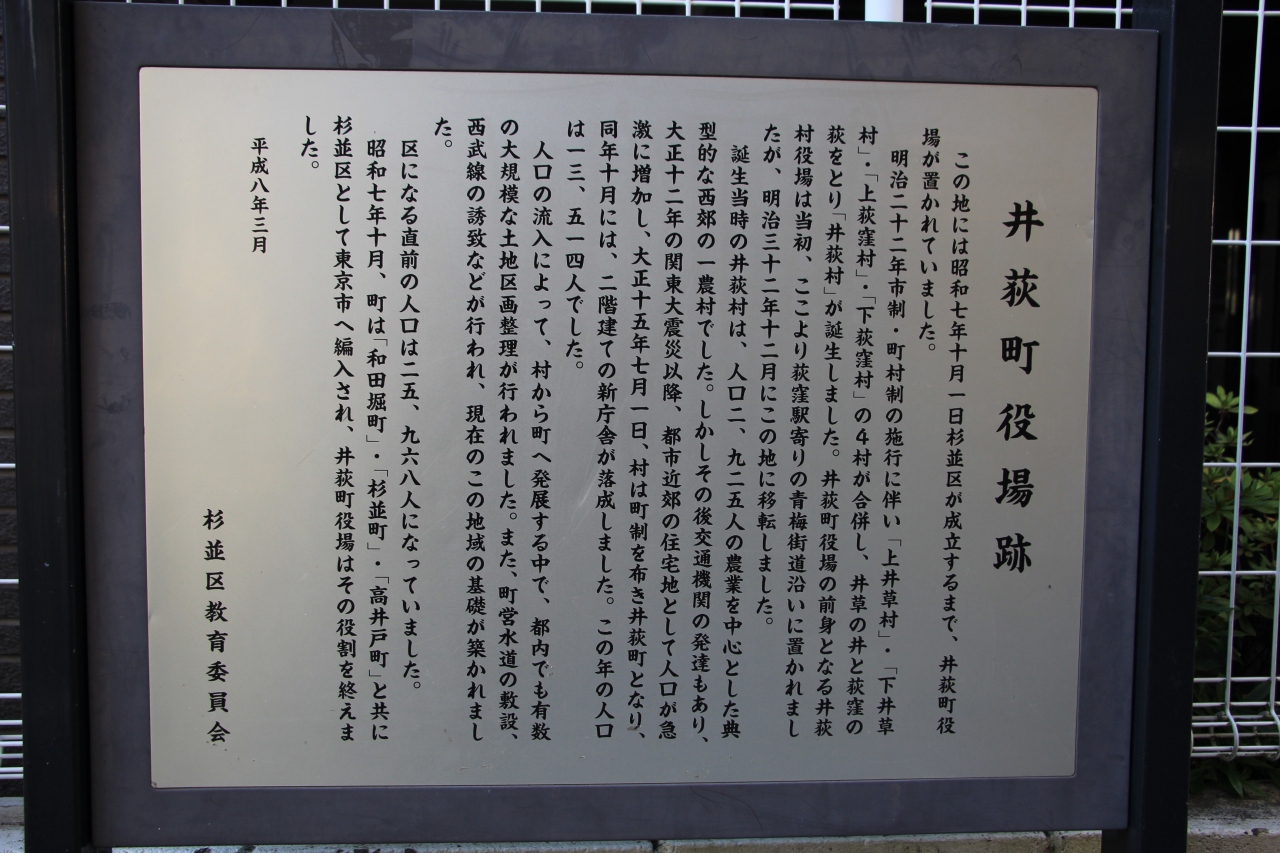 井荻町役場跡
この地には昭和七年十月一日杉並区が成立するまで、井荻町役
場が置かれていました。
明治二十二年市制・町村制の施行に伴い「上井草村」・「下井草
村」・「上荻窪村」・「下荻窪村」の4村が合併し、井草の井と荻窪の
荻をとり「井荻村」が誕生しました。井荻町役場の前身となる井荻
村役場は当初、ここより荻窪駅寄りの青梅街道沿いに置かれまし
たが、明治三十二年十二月にこの地に移転しました。
誕生当時の井荻村は、人口二、九二五人の農業を中心とした典
型的な西郊の一農村でした。しかしその後交通機関の発達もあり、
大正十二年の関東大震災以降、都市近郊の住宅地として人口が急
激に増加し、大正十五年七月一日、村は町制を布き井荻町となり、
同年十月には、二階建ての新庁舎が落成しました。この年の人口
は一三、五一四人でした。
人口の流入によって、村から町へ発展する中で、都内でも有数
の大規模な土地区画整理が行われました。また、町営水道の敷設、
西武線の誘致などが行われ、現在のこの地域の基礎が築かれまし
た。
区になる直前の人口は二五、九六八人になっていました。
昭和七年十月、町は「和田堀町」・「杉並町」・「高井戸町」と共に
杉並区として東京市へ編入され、井荻町役場はその役割を終えま
した。
平成八年三月
杉並区教育委員会